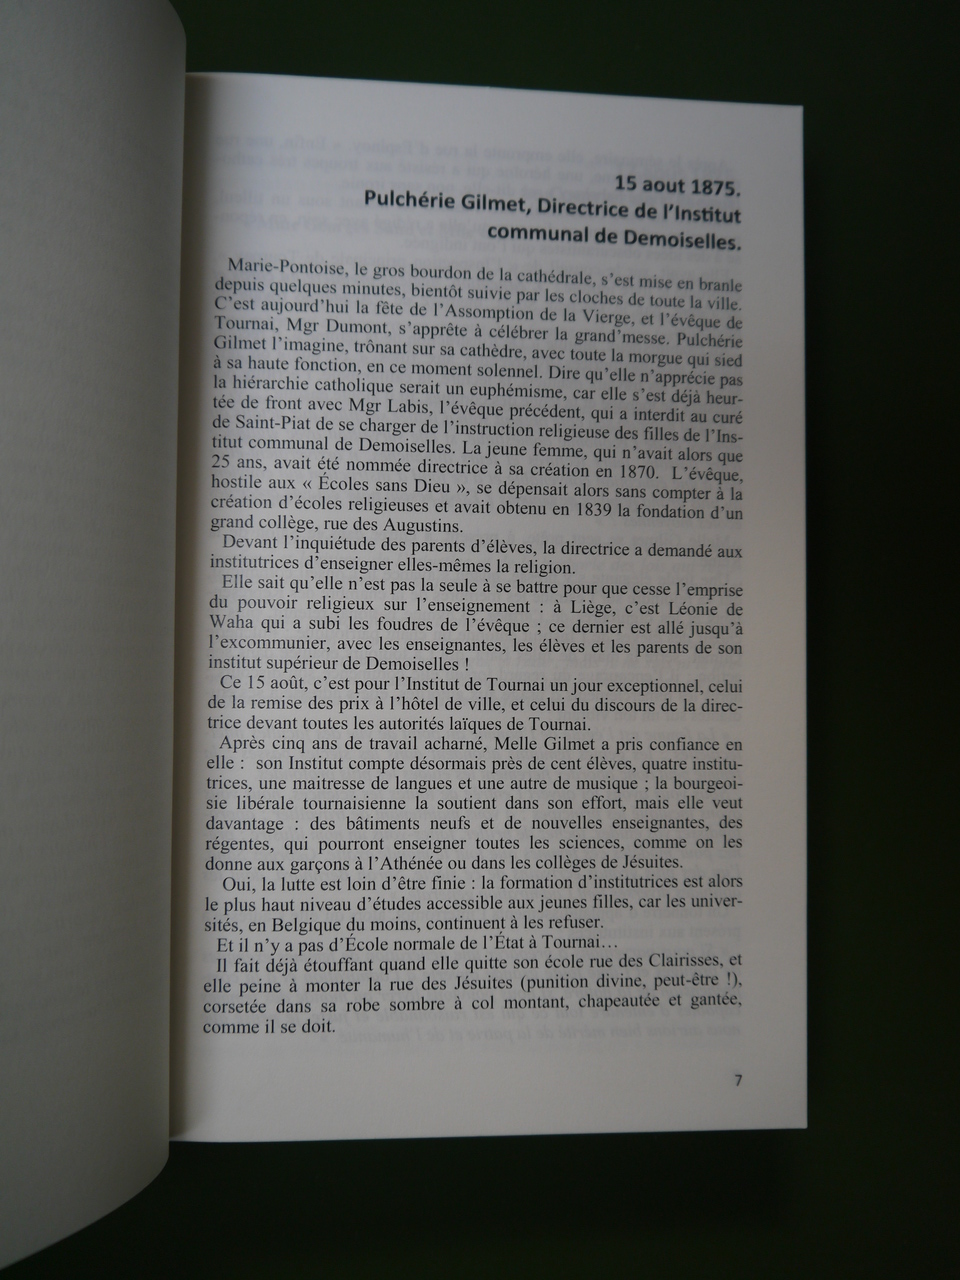 15 aout 1875.
Pulchérie Gilmet, Directrice de l'Institut
communal de Demoiselles.
Marie-Pontoise, le gros bourdon de la cathédrale, s'est mise en branle
depuis quelques minutes, bientôt suivie par les cloches de toute la ville.
C'est aujourd'hui la fête de l'Assomption de la Vierge, et l'évêque de
Tournai, Mgr Dumont, s'apprête à célébrer la grand'messe. Pulchérie
Gilmet l'imagine, trônant sur sa cathèdre, avec toute la morgue qui sied
à sa haute fonction, en ce moment solennel. Dire qu'elle n'apprécie pas
la hiérarchie catholique serait un euphémisme, car elle s'est déjà heur-
tée de front avec Mgr Labis, l'évêque précédent, qui a interdit au curé
de Saint-Piat de se charger de l'instruction religieuse des filles de l'Ins-
titut communal de Demoiselles. La jeune femme, qui n'avait alors que
25 ans, avait été nommée directrice à sa création en 1870. L'évêque,
hostile aux « Écoles sans Dieu », se dépensait alors sans compter à la
création d'écoles religieuses et avait obtenu en 1839 la fondation d'un
grand collège, rue des Augustins.
Devant l'inquiétude des parents d'élèves, la directrice a demandé aux
institutrices d'enseigner elles-mêmes la religion.
Elle sait qu'elle n'est pas la seule à se battre pour que cesse l'emprise
du pouvoir religieux sur l'enseignement : à Liège, c'est Léonie de
Waha qui a subi les foudres de l'évêque ; ce dernier est allé jusqu'à
l'excommunier, avec les enseignantes, les élèves et les parents de son
institut supérieur de Demoiselles !
Ce 15 août, c'est pour l'Institut de Tournai un jour exceptionnel, celui
de la remise des prix à l'hôtel de ville, et celui du discours de la direc-
trice devant toutes les autorités laïques de Tournai.
Après cinq ans de travail acharné, Melle Gilmet a pris confiance en
elle : son Institut compte désormais près de cent élèves, quatre institu-
trices, une maitresse de langues et une autre de musique ; la bourgeoi-
sie libérale tournaisienne la soutient dans son effort, mais elle veut
davantage : des bâtiments neufs et de nouvelles enseignantes, des
régentes, qui pourront enseigner toutes les sciences, comme on les
donne aux garçons à l'Athénée ou dans les collèges de Jésuites.
Oui, la lutte est loin d'être finie : la formation d'institutrices est alors
le plus haut niveau d'études accessible aux jeunes filles, car les univer-
sités, en Belgique du moins, continuent à les refuser.
Et il n'y a pas d'École normale de l'État à Tournai…
Il fait déjà étouffant quand elle quitte son école rue des Clairisses, et
elle peine à monter la rue des Jésuites (punition divine, peut-être !),
corsetée dans sa robe sombre à col montant, chapeautée et gantée,
comme il se doit.
7